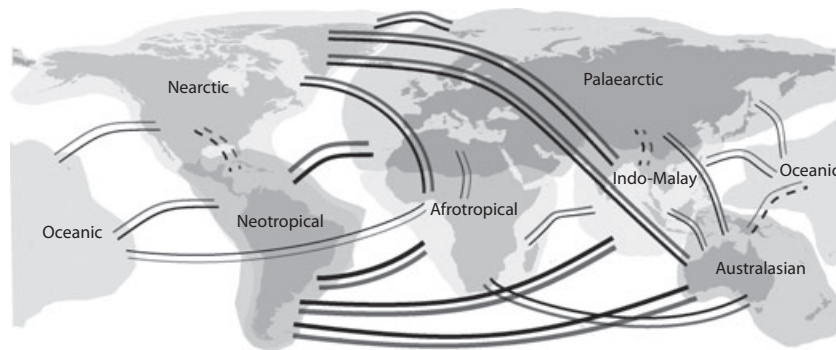 Nearctic
Palaearctic
Indo-Malay
Oceanic
Oceanic
Neotropical
Afrotropical
Australasian